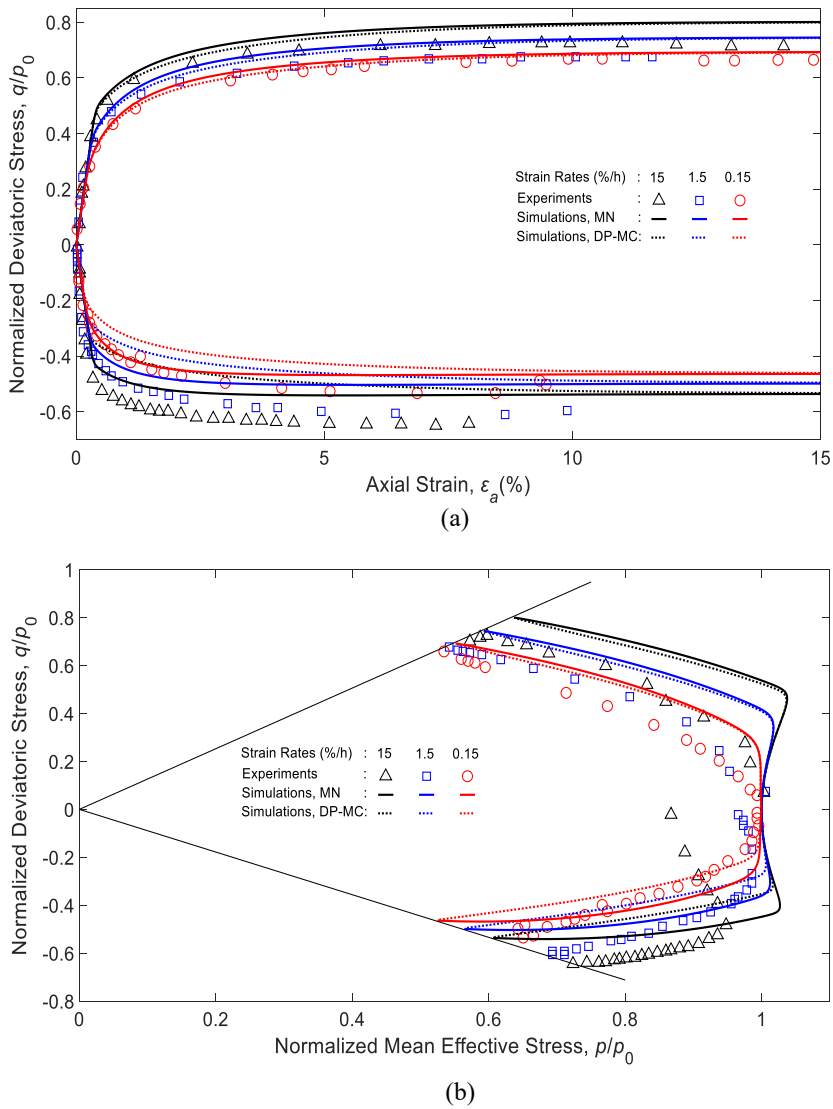 0.8
0.6
0.4
0.2
0
-0.2
-0.4
-0.6
Normalized Deviatoric Stress, q/p0
Strain Rates (%/h) : 15 1.5 0.15
Experiments :
Simulations, MN :
Simulations, DP-MC:
0 5 10 15
Axial Strain, εa(%)
(a)
1
0.8
0.6
0.4
0.2
0
-0.2
-0.4
-0.6
-0.8
Normalized Deviatoric Stress, q/p0
Strain Rates (%/h) : 15 1.5 0.15
Experiments :
Simulations, MN :
Simulations, DP-MC:
0 0.2 0.4 0.6 0.8 1
Normalized Mean Effective Stress, p/p0
(b)